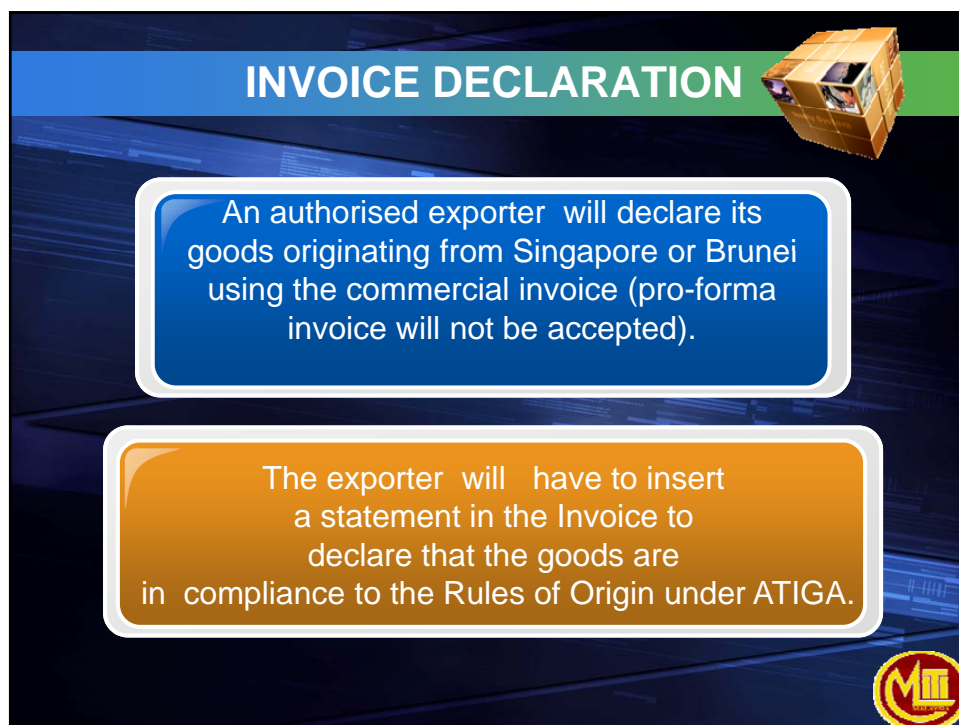 INVOICE DECLARATION
An authorised exporter will declare its
goods originating from Singapore or Brunei
using the commercial invoice (pro-forma
invoice will not be accepted).
The exporter will have to insert
a statement in the Invoice to
declare that the goods are
in compliance to the Rules of Origin under ATIGA.
MiTi
MALAYSIA